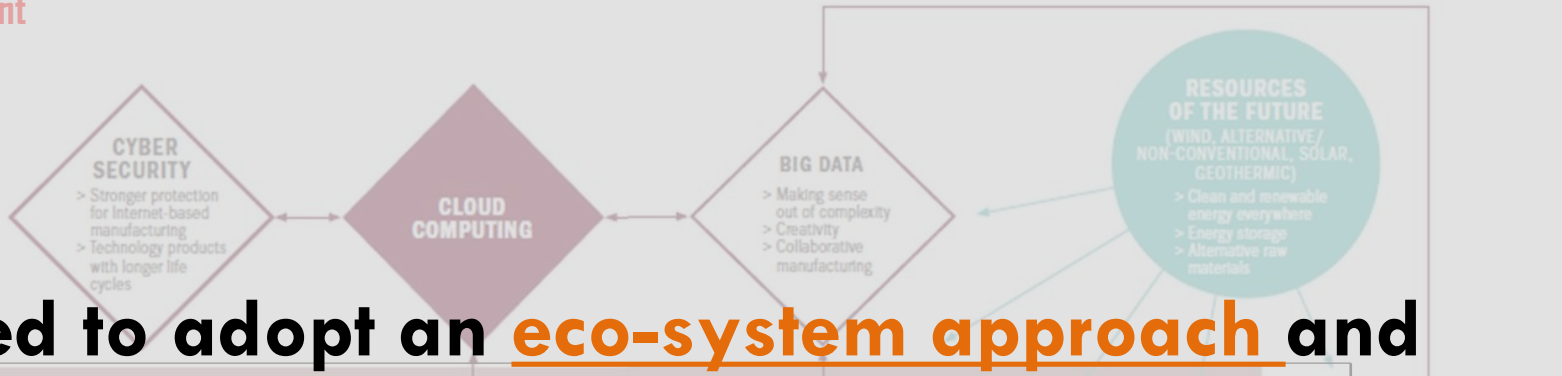 nt
CYBER
SECURITY
> Stronger protection
for Internet-based
manufacturing
> Technology products
with longer life
cycles
CLOUD
COMPUTING
BIG DATA
> Making sense
out of complexity
> Creativity
> Collaborative
manufacturing
RESOURCES
OF THE FUTURE
(WIND, ALTERNATIVE/
NON-CONVENTIONAL, SOLAR,
GEOTHERMIC)
> Clean and renewable
energy everywhere
> Energy storage
> Alternative raw
materials
ed to adopt an eco-system approach and